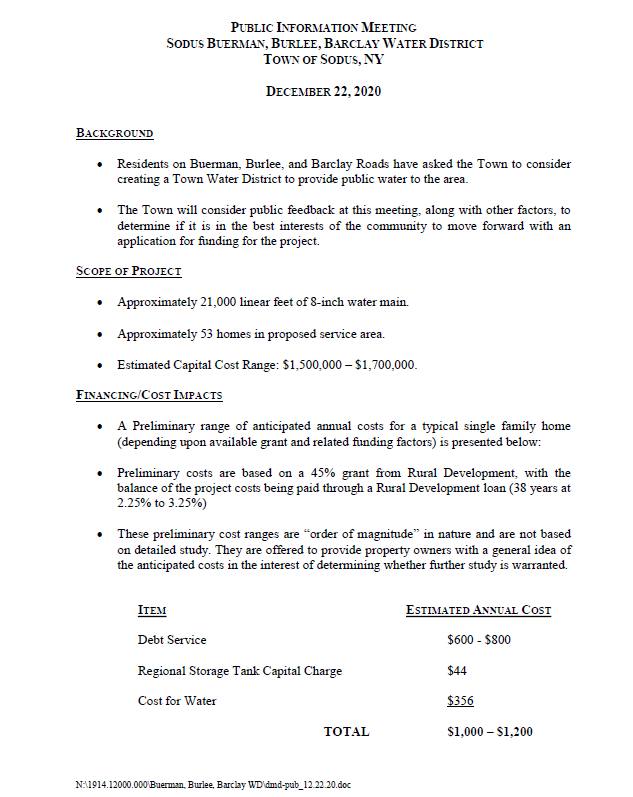 PUBLIC INFORMATION MEETING
SODUS BUERMAN, BURLEE, BARCLAY WATER DISTRICT
TOWN OF SODUS, NY
DECEMBER 22, 2020
BACKGROUND
• Residents on Buerman, Burlee, and Barclay Roads have asked the Town to consider
creating a Town Water District to provide public water to the area.
• The Town will consider public feedback at this meeting, along with other factors, to
determine if it is in the best interests of the community to move forward with an
application for funding for the project.
SCOPE OF PROJECT
• Approximately 21,000 linear feet of 8-inch water main.
• Approximately 53 homes in proposed service area.
• Estimated Capital Cost Range: $1,500,000 – $1,700,000.
FINANCING/COST IMPACTS
• A Preliminary range of anticipated annual costs for a typical single family home
(depending upon available grant and related funding factors) is presented below:
• Preliminary costs are based on a 45% grant from Rural Development, with the
balance of the project costs being paid through a Rural Development loan (38 years at
2.25% to 3.25%)
• These preliminary cost ranges are “order of magnitude” in nature and are not based
on detailed study. They are offered to provide property owners with a general idea of
the anticipated costs in the interest of determining whether further study is warranted.
ITEM ESTIMATED ANNUAL COST
Debt Service $600 - $800
Regional Storage Tank Capital Charge $44
Cost for Water $356
TOTAL $1,000 – $1,200
N:\1914.12000.000\Buerman, Burlee, Barclay WD\dmd-pub_12.22.20.doc